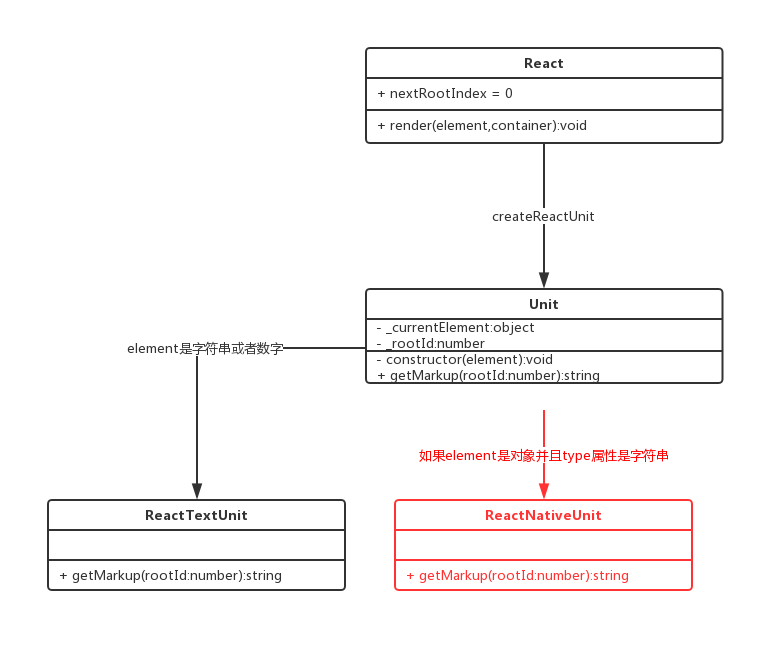 React
+ nextRootIndex = 0
+ render(element,container):void
createReactUnit
Unit
- _currentElement:object
- _rootId:number
- constructor(element):void
+ getMarkup(rootId:number):string
element是字符串或者数字
如果element是对象并且type属性是字符串
ReactTextUnit
+ getMarkup(rootId:number):string
ReactNativeUnit
+ getMarkup(rootId:number):string